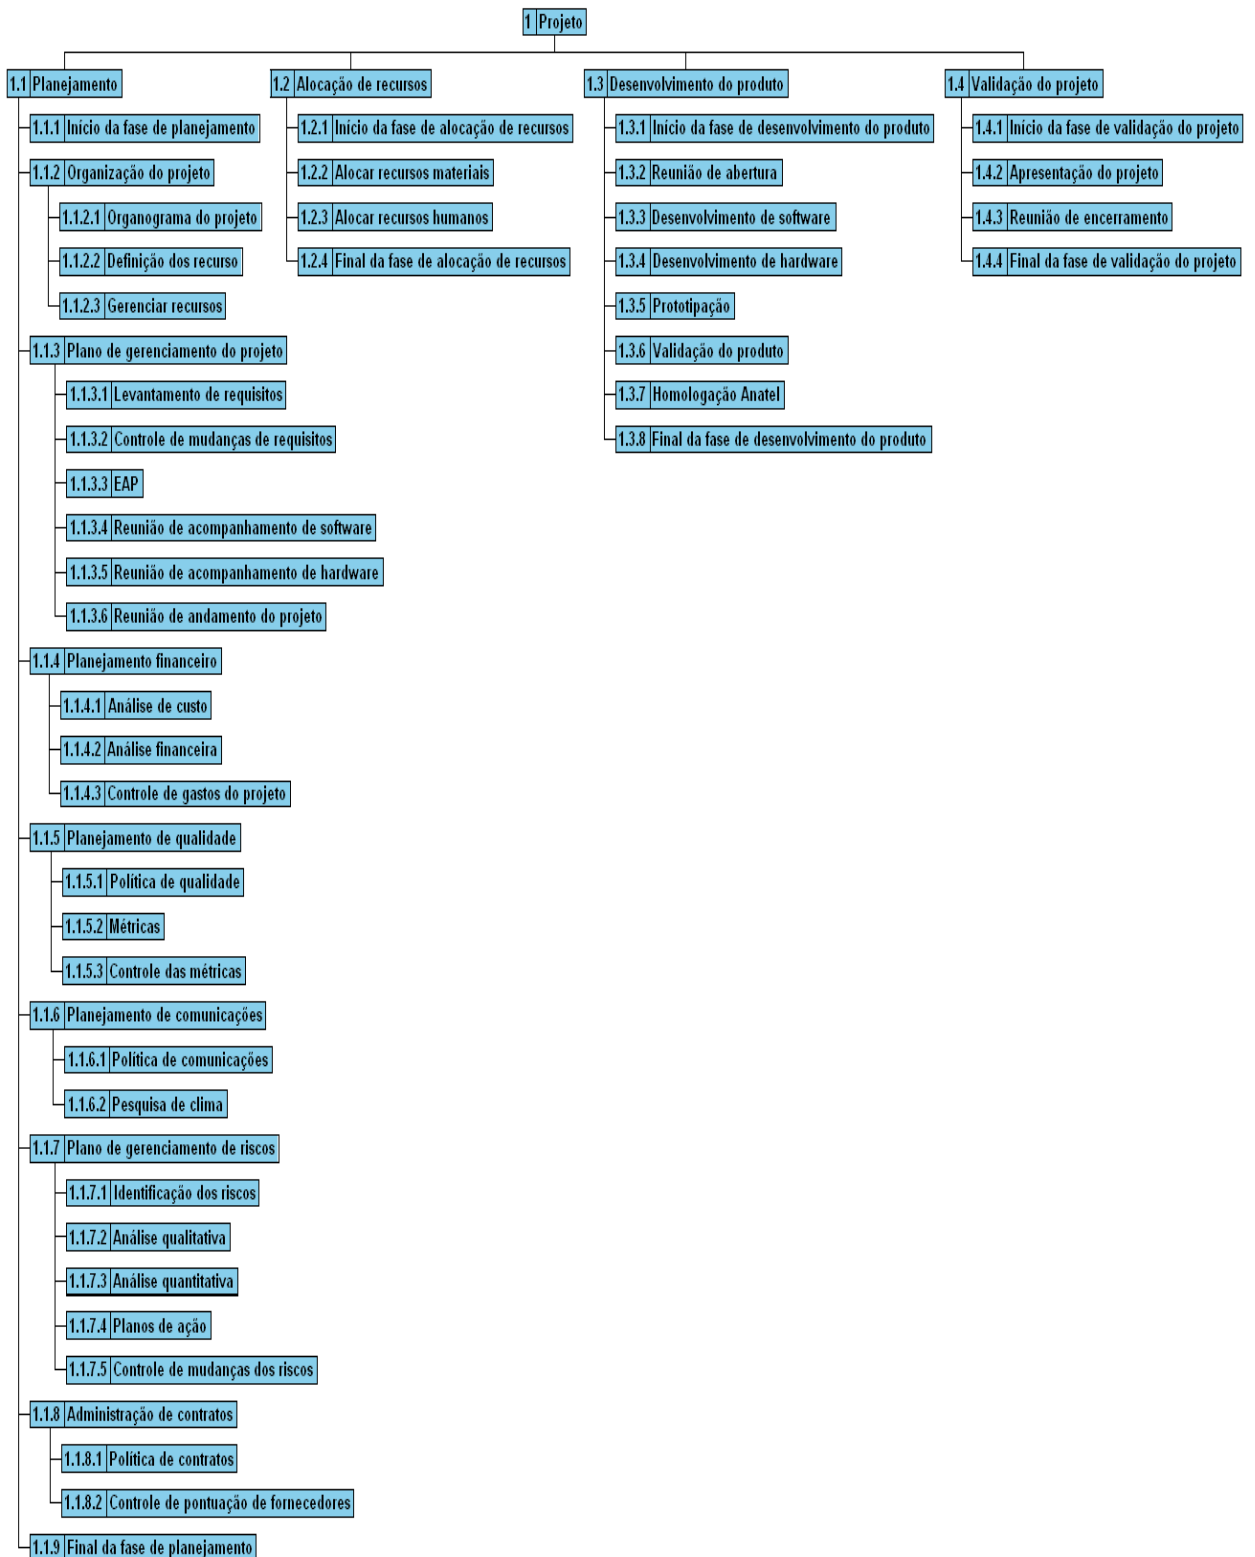 1 Projeto
1.1 Planejamento
1.1.1 Início da fase de planejamento
1.1.2 Organização do projeto
1.1.2.1 Organograma do projeto
1.1.2.2 Definição dos recurso
1.1.2.3 Gerenciar recursos
1.1.3 Plano de gerenciamento do projeto
1.1.3.1 Levantamento de requisitos
1.1.3.2 Controle de mudanças de requisitos
1.1.3.3 EAP
1.1.3.4 Reunião de acompanhamento de software
1.1.3.5 Reunião de acompanhamento de hardware
1.1.3.6 Reunião de andamento do projeto
1.1.4 Planejamento financeiro
1.1.4.1 Análise de custo
1.1.4.2 Análise financeira
1.1.4.3 Controle de gastos do projeto
1.1.5 Planejamento de qualidade
1.1.5.1 Política de qualidade
1.1.5.2 Métricas
1.1.5.3 Controle das métricas
1.1.6 Planejamento de comunicações
1.1.6.1 Política de comunicações
1.1.6.2 Pesquisa de clima
1.1.7 Plano de gerenciamento de riscos
1.1.7.1 Identificação dos riscos
1.1.7.2 Análise qualitativa
1.1.7.3 Análise quantitativa
1.1.7.4 Planos de ação
1.1.7.5 Controle de mudanças dos riscos
1.1.8 Administração de contratos
1.1.8.1 Política de contratos
1.1.8.2 Controle de pontuação de fornecedores
1.1.9 Final da fase de planejamento
1.2 Alocação de recursos
1.2.1 Início da fase de alocação de recursos
1.2.2 Alocar recursos materiais
1.2.3 Alocar recursos humanos
1.2.4 Final da fase de alocação de recursos
1.3 Desenvolvimento do produto
1.3.1 Início da fase de desenvolvimento do produto
1.3.2 Reunião de abertura
1.3.3 Desenvolvimento de software
1.3.4 Desenvolvimento de hardware
1.3.5 Prototipação
1.3.6 Validação do produto
1.3.7 Homologação Anatel
1.3.8 Final da fase de desenvolvimento do produto
1.4 Validação do projeto
1.4.1 Início da fase de validação do projeto
1.4.2 Apresentação do projeto
1.4.3 Reunião de encerramento
1.4.4 Final da fase de validação do projeto